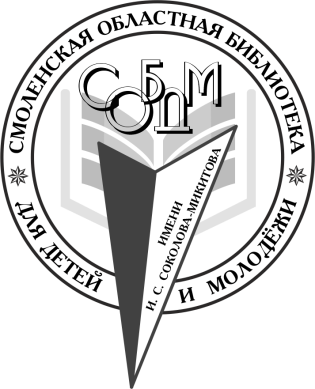 СМОЛЕНСКАЯ ОБЛАСТНАЯ БИБЛИОТЕКА
ДЛЯ ДЕТЕЙ И МОЛОДЁЖИ
СОБДМ
ИМЕНИ
И. С. СОКОЛОВА-МИКИТОВА